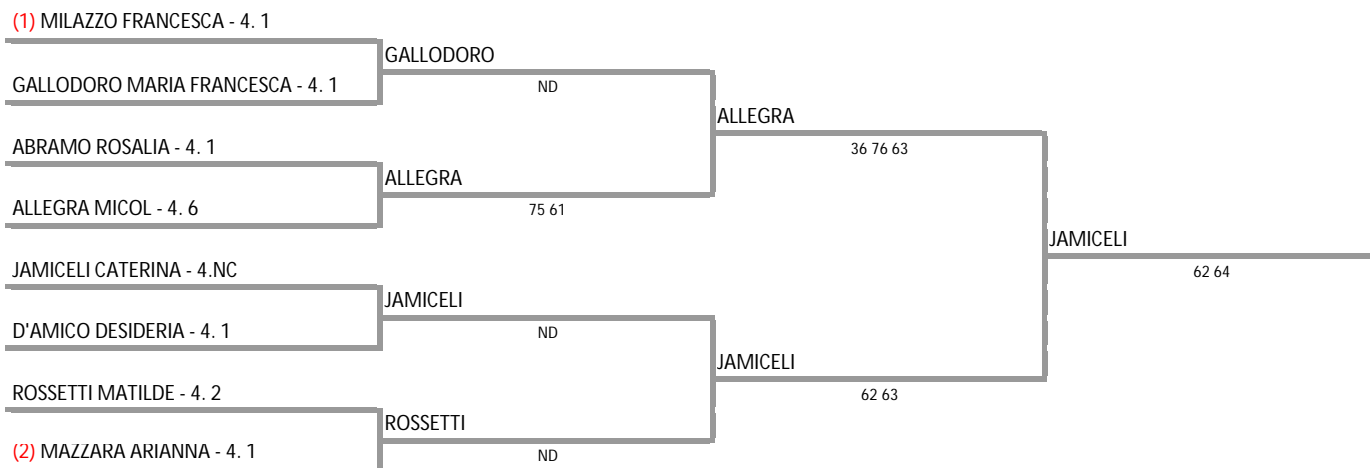 (1) MILAZZO FRANCESCA - 4. 1
GALLODORO
GALLODORO MARIA FRANCESCA - 4. 1
ND
ALLEGRA
ABRAMO ROSALIA - 4. 1
36 76 63
ALLEGRA
ALLEGRA MICOL - 4. 6
75 61
JAMICELI
JAMICELI CATERINA - 4.NC
62 64
JAMICELI
D'AMICO DESIDERIA - 4. 1
ND
JAMICELI
ROSSETTI MATILDE - 4. 2
62 63
ROSSETTI
(2) MAZZARA ARIANNA - 4. 1
ND